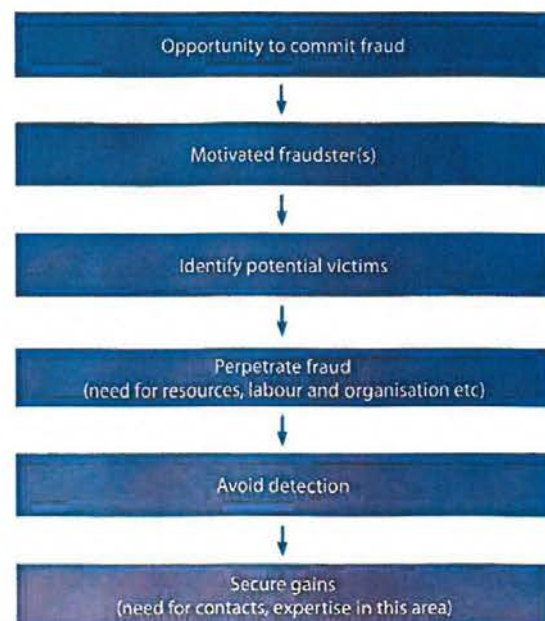 Opportunity to commit fraud
Motivated fraudster(s)
Identify potential victims
Perpetrate fraud
(need for resources, labour and organisation etc)
Avoid detection
Secure gains
(need for contacts, expertise in this area)